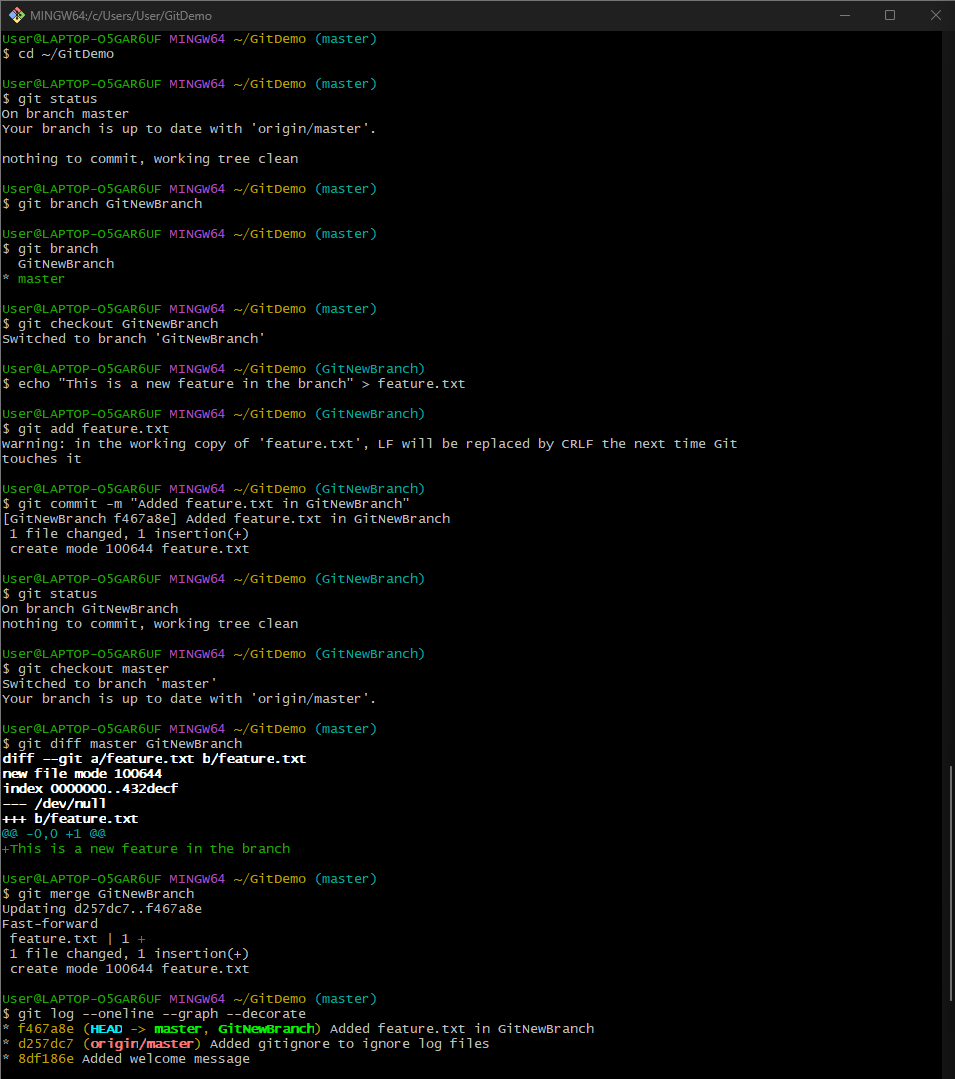 MINGW64:/c/Users/User/GitDemo
User@LAPTOP-O5GAR6UF MINGW64 ~/GitDemo (master)
$ cd ~/GitDemo
User@LAPTOP-O5GAR6UF MINGW64 ~/GitDemo (master)
$ git status
On branch master
Your branch is up to date with 'origin/master'.
nothing to commit, working tree clean
User@LAPTOP-O5GAR6UF MINGW64 ~/GitDemo (master)
$ git branch GitNewBranch
User@LAPTOP-O5GAR6UF MINGW64 ~/GitDemo (master)
$ git branch
  GitNewBranch
* master
User@LAPTOP-O5GAR6UF MINGW64 ~/GitDemo (master)
$ git checkout GitNewBranch
Switched to branch 'GitNewBranch'
User@LAPTOP-O5GAR6UF MINGW64 ~/GitDemo (GitNewBranch)
$ echo "This is a new feature in the branch" > feature.txt
User@LAPTOP-O5GAR6UF MINGW64 ~/GitDemo (GitNewBranch)
$ git add feature.txt
warning: in the working copy of 'feature.txt', LF will be replaced by CRLF the next time Git
touches it
User@LAPTOP-O5GAR6UF MINGW64 ~/GitDemo (GitNewBranch)
$ git commit -m "Added feature.txt in GitNewBranch"
[GitNewBranch f467a8e] Added feature.txt in GitNewBranch
 1 file changed, 1 insertion(+)
 create mode 100644 feature.txt
User@LAPTOP-O5GAR6UF MINGW64 ~/GitDemo (GitNewBranch)
$ git status
On branch GitNewBranch
nothing to commit, working tree clean
User@LAPTOP-O5GAR6UF MINGW64 ~/GitDemo (GitNewBranch)
$ git checkout master
Switched to branch 'master'
Your branch is up to date with 'origin/master'.
User@LAPTOP-O5GAR6UF MINGW64 ~/GitDemo (master)
$ git diff master GitNewBranch
diff --git a/feature.txt b/feature.txt
new file mode 100644
index 0000000..432decf
--- /dev/null
+++ b/feature.txt
@@ -0,0 +1 @@
+This is a new feature in the branch
User@LAPTOP-O5GAR6UF MINGW64 ~/GitDemo (master)
$ git merge GitNewBranch
Updating d257dc7..f467a8e
Fast-forward
 feature.txt | 1 +
 1 file changed, 1 insertion(+)
 create mode 100644 feature.txt
User@LAPTOP-O5GAR6UF MINGW64 ~/GitDemo (master)
$ git log --oneline --graph --decorate
* f467a8e (HEAD -> master, GitNewBranch) Added feature.txt in GitNewBranch
* d257dc7 (origin/master) Added gitignore to ignore log files
* 8df186e Added welcome message